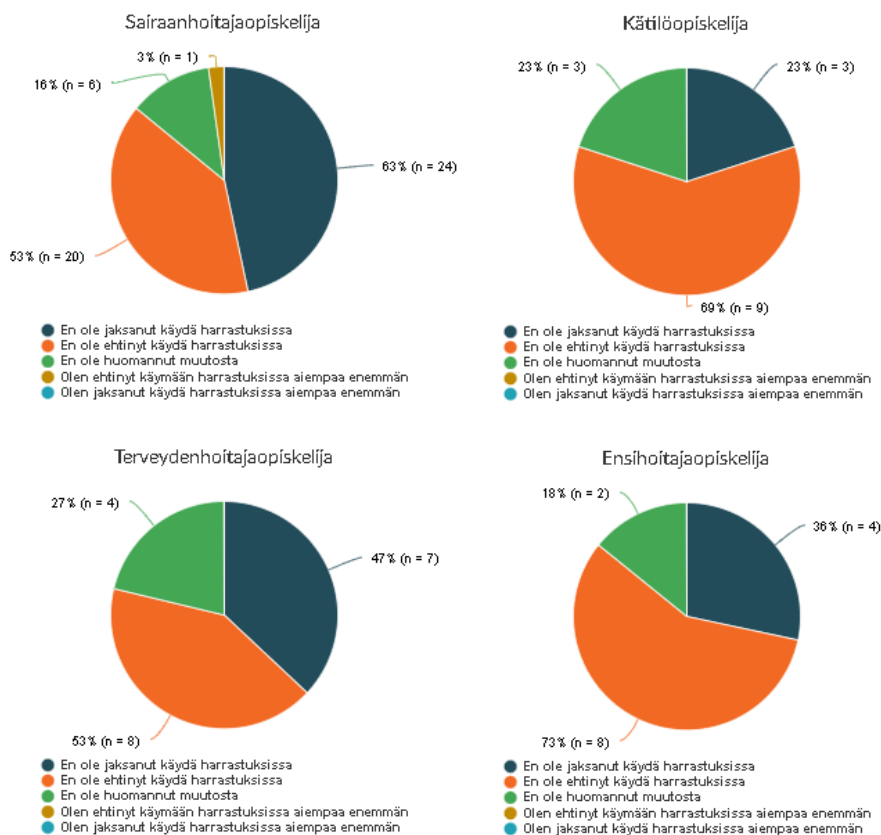 Sairaanhoitajaopiskelija
3% (n = 1)
16% (n = 6)
63% (n = 24)
53% (n = 20)
En ole jaksanut käydä harrastuksissa
En ole ehtinyt käydä harrastuksissa
En ole huomannut muutosta
Olen ehtinyt käymään harrastuksissa aiempaa enemmän
Olen jaksanut käydä harrastuksissa aiempaa enemmän
Kätilöopiskelija
23% (n = 3)
23% (n = 3)
69% (n = 9)
En ole jaksanut käydä harrastuksissa
En ole ehtinyt käydä harrastuksissa
En ole huomannut muutosta
Olen ehtinyt käymään harrastuksissa aiempaa enemmän
Olen jaksanut käydä harrastuksissa aiempaa enemmän
Terveydenhoitajaopiskelija
27% (n = 4)
47% (n = 7)
53% (n = 8)
En ole jaksanut käydä harrastuksissa
En ole ehtinyt käydä harrastuksissa
En ole huomannut muutosta
Olen ehtinyt käymään harrastuksissa aiempaa enemmän
Olen jaksanut käydä harrastuksissa aiempaa enemmän
Ensihoitajaopiskelija
18% (n = 2)
36% (n = 4)
73% (n = 8)
En ole jaksanut käydä harrastuksissa
En ole ehtinyt käydä harrastuksissa
En ole huomannut muutosta
Olen ehtinyt käymään harrastuksissa aiempaa enemmän
Olen jaksanut käydä harrastuksissa aiempaa enemmän